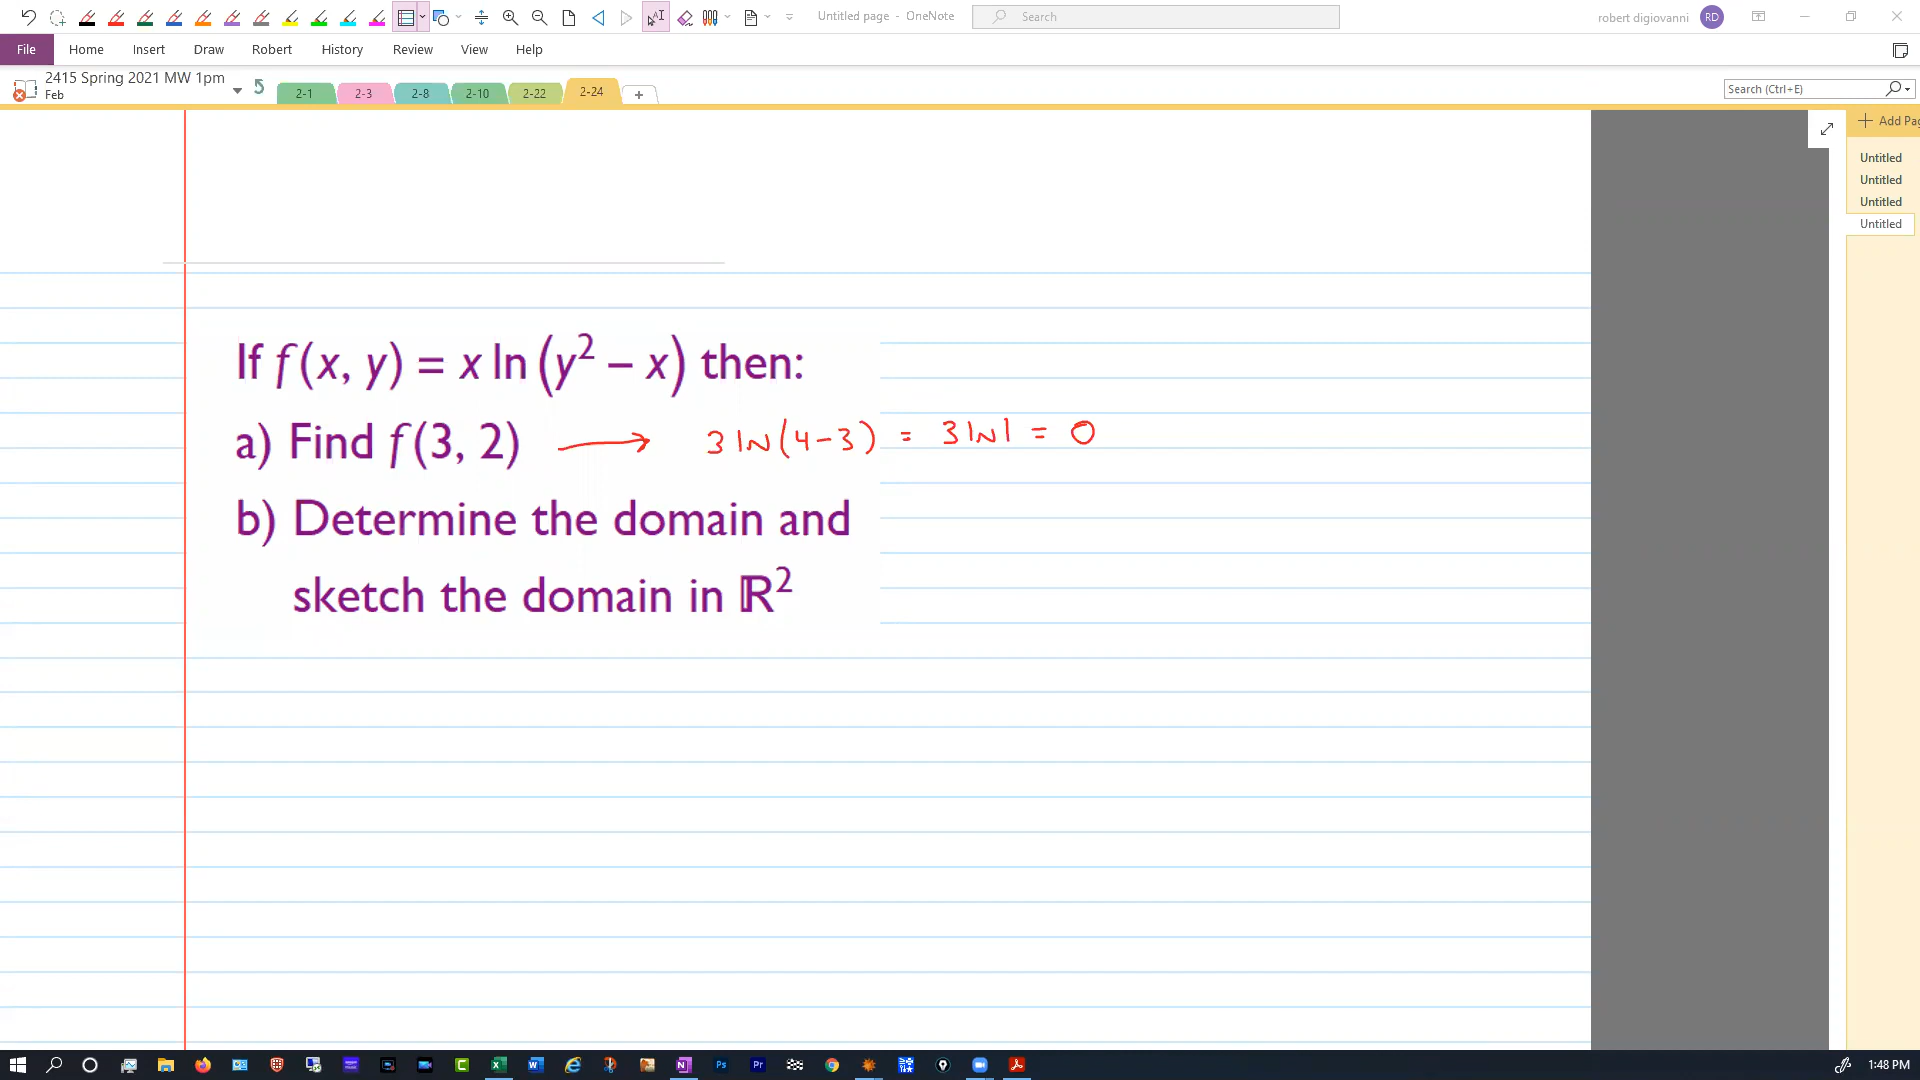 Untitled page - OneNote
Search
robert digiovanni
RD
File
Home
Insert
Draw
Robert
History
Review
View
Help
2415 Spring 2021 MW 1pm
Feb
2-1
2-3
2-8
2-10
2-22
2-24
+
Search (Ctrl+E)
Add Pag
Untitled
Untitled
Untitled
Untitled
If f(x, y) = x ln (y² – x) then:
a) Find f(3, 2) → 3 ln(4-3) = 3 ln 1 = 0
b) Determine the domain and
sketch the domain in ℝ²
1:48 PM